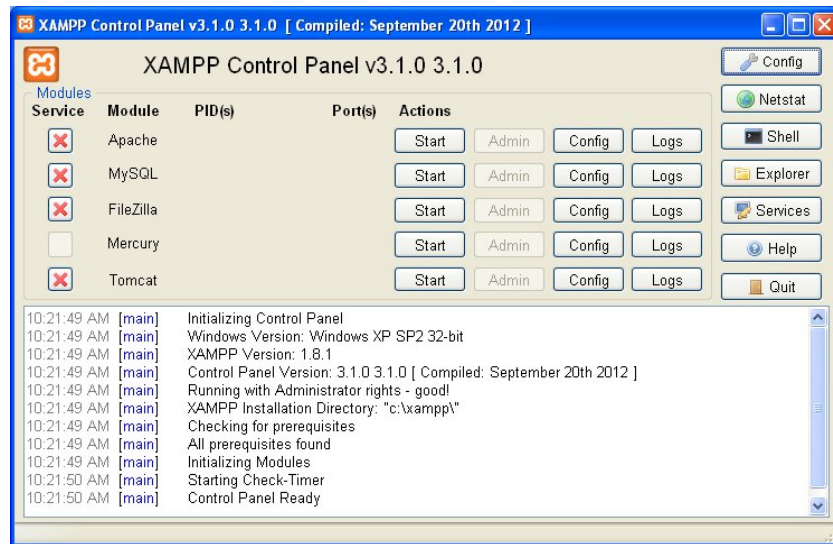 XAMPP Control Panel v3.1.0 3.1.0 [ Compiled: September 20th 2012 ]
XAMPP Control Panel v3.1.0 3.1.0
Config
Modules
Service Module PID(s) Port(s) Actions
Netstat
Apache Start Admin Config Logs
Shell
MySQL Start Admin Config Logs
Explorer
FileZilla Start Admin Config Logs
Services
Mercury Start Admin Config Logs
Help
Tomcat Start Admin Config Logs
Quit
10:21:49 AM [main] Initializing Control Panel
10:21:49 AM [main] Windows Version: Windows XP SP2 32-bit
10:21:49 AM [main] XAMPP Version: 1.8.1
10:21:49 AM [main] Control Panel Version: 3.1.0 3.1.0 [ Compiled: September 20th 2012 ]
10:21:49 AM [main] Running with Administrator rights - good!
10:21:49 AM [main] XAMPP Installation Directory: "c:\xampp\"
10:21:49 AM [main] Checking for prerequisites
10:21:49 AM [main] All prerequisites found
10:21:49 AM [main] Initializing Modules
10:21:50 AM [main] Starting Check-Timer
10:21:50 AM [main] Control Panel Ready